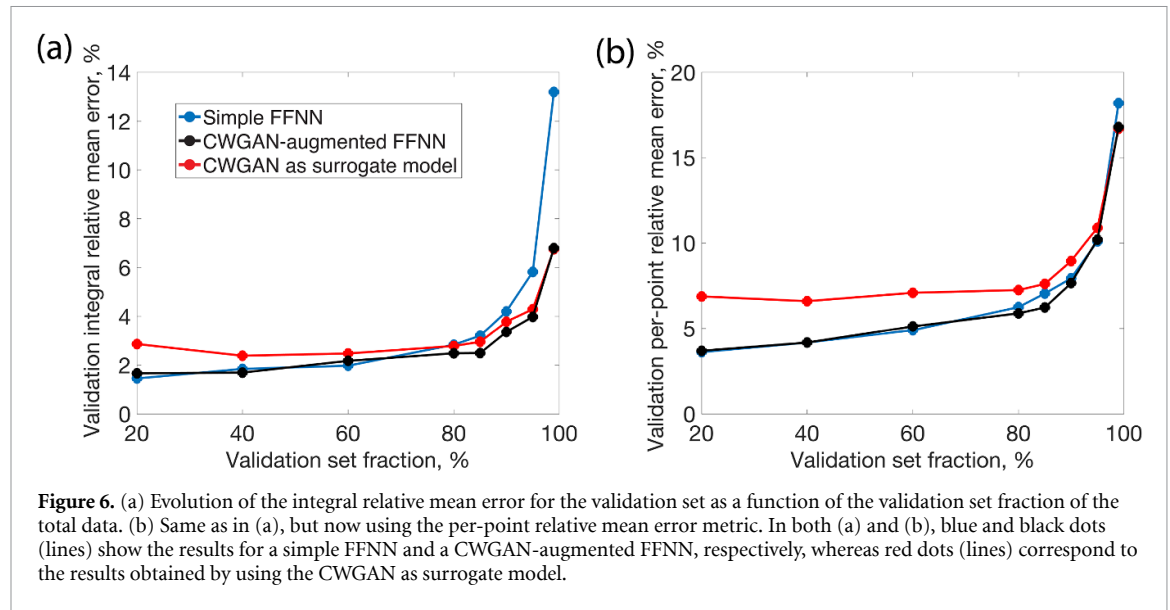 (a)
Validation integral relative mean error, %
14
12
10
8
6
4
2
0
Simple FFNN
CWGAN-augmented FFNN
CWGAN as surrogate model
20 40 60 80 100
Validation set fraction, %
(b)
Validation per-point relative mean error, %
20
15
10
5
0
20 40 60 80 100
Validation set fraction, %
Figure 6. (a) Evolution of the integral relative mean error for the validation set as a function of the validation set fraction of the
total data. (b) Same as in (a), but now using the per-point relative mean error metric. In both (a) and (b), blue and black dots
(lines) show the results for a simple FFNN and a CWGAN-augmented FFNN, respectively, whereas red dots (lines) correspond to
the results obtained by using the CWGAN as surrogate model.